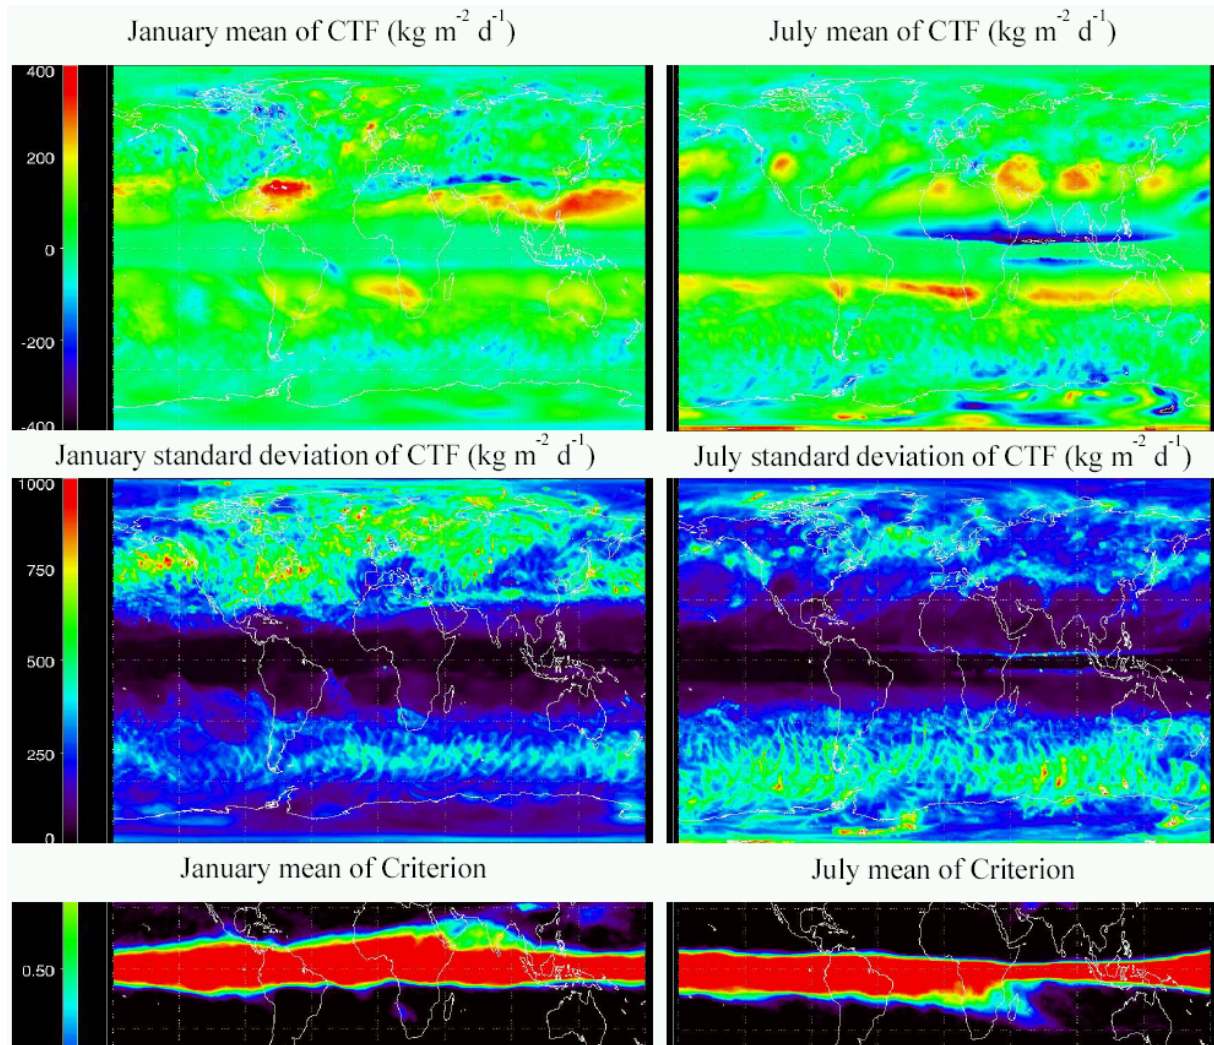 January mean of CTF (kg m⁻² d⁻¹)
July mean of CTF (kg m⁻² d⁻¹)
400
200
0
-200
-400
January standard deviation of CTF (kg m⁻² d⁻¹)
July standard deviation of CTF (kg m⁻² d⁻¹)
1000
750
500
250
0
January mean of Criterion
July mean of Criterion
0.50